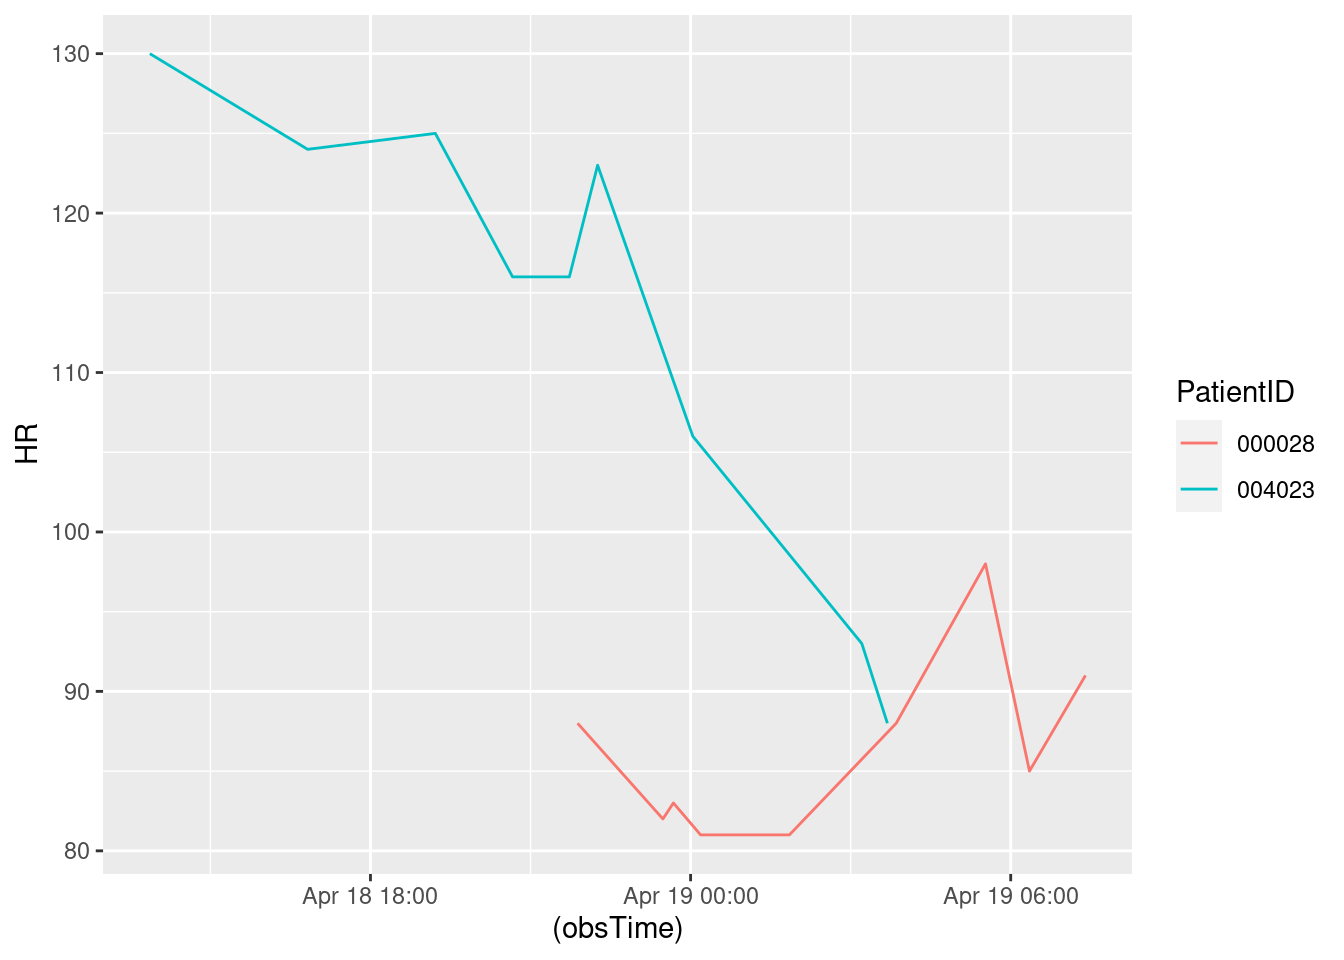 130
120
110
100
90
80
HR
Apr 18 18:00
Apr 19 00:00
Apr 19 06:00
(obsTime)
PatientID
000028
004023